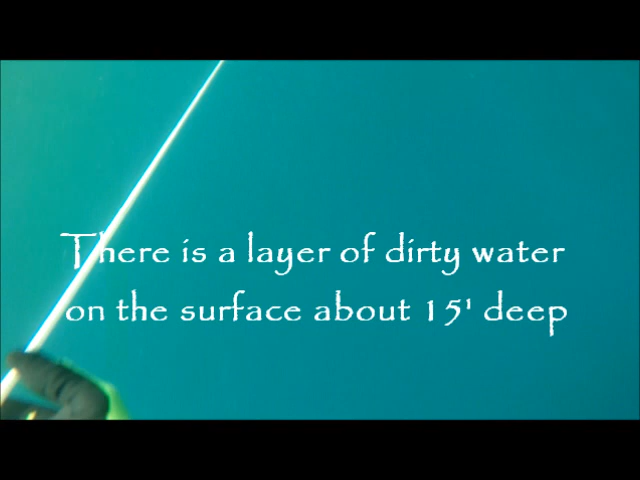 There is a layer of dirty water
on the surface about 15' deep